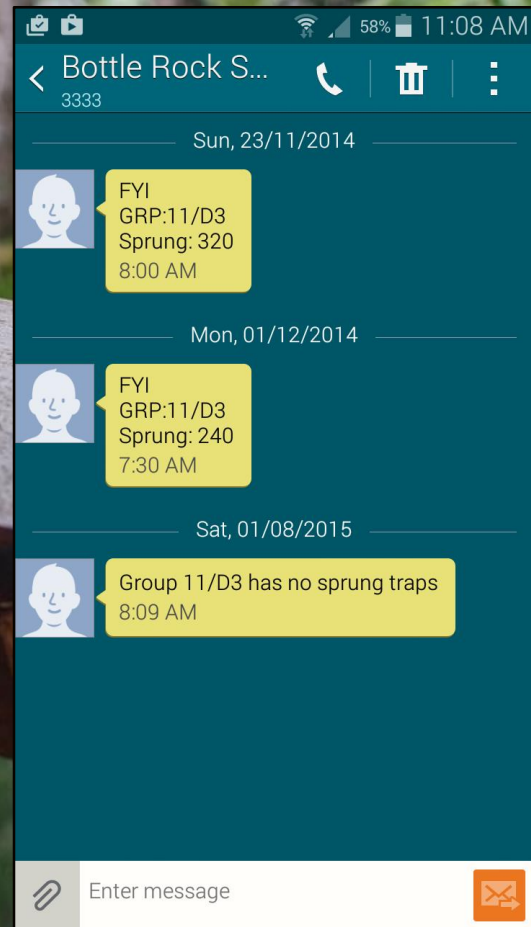 58% 11:08 AM
Bottle Rock S...
3333
Sun, 23/11/2014
FYI
GRP:11/D3
Sprung: 320
8:00 AM
Mon, 01/12/2014
FYI
GRP:11/D3
Sprung: 240
7:30 AM
Sat, 01/08/2015
Group 11/D3 has no sprung traps
8:09 AM
Enter message